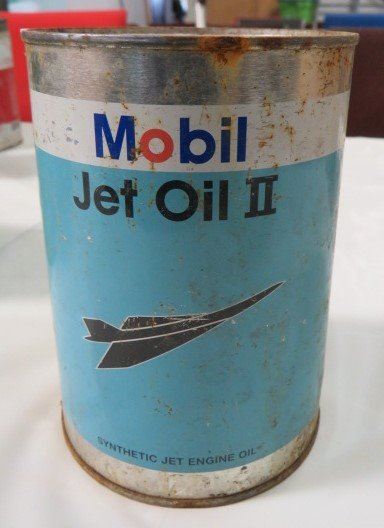 Mobil
Jet Oil II
SYNTHETIC JET ENGINE OIL